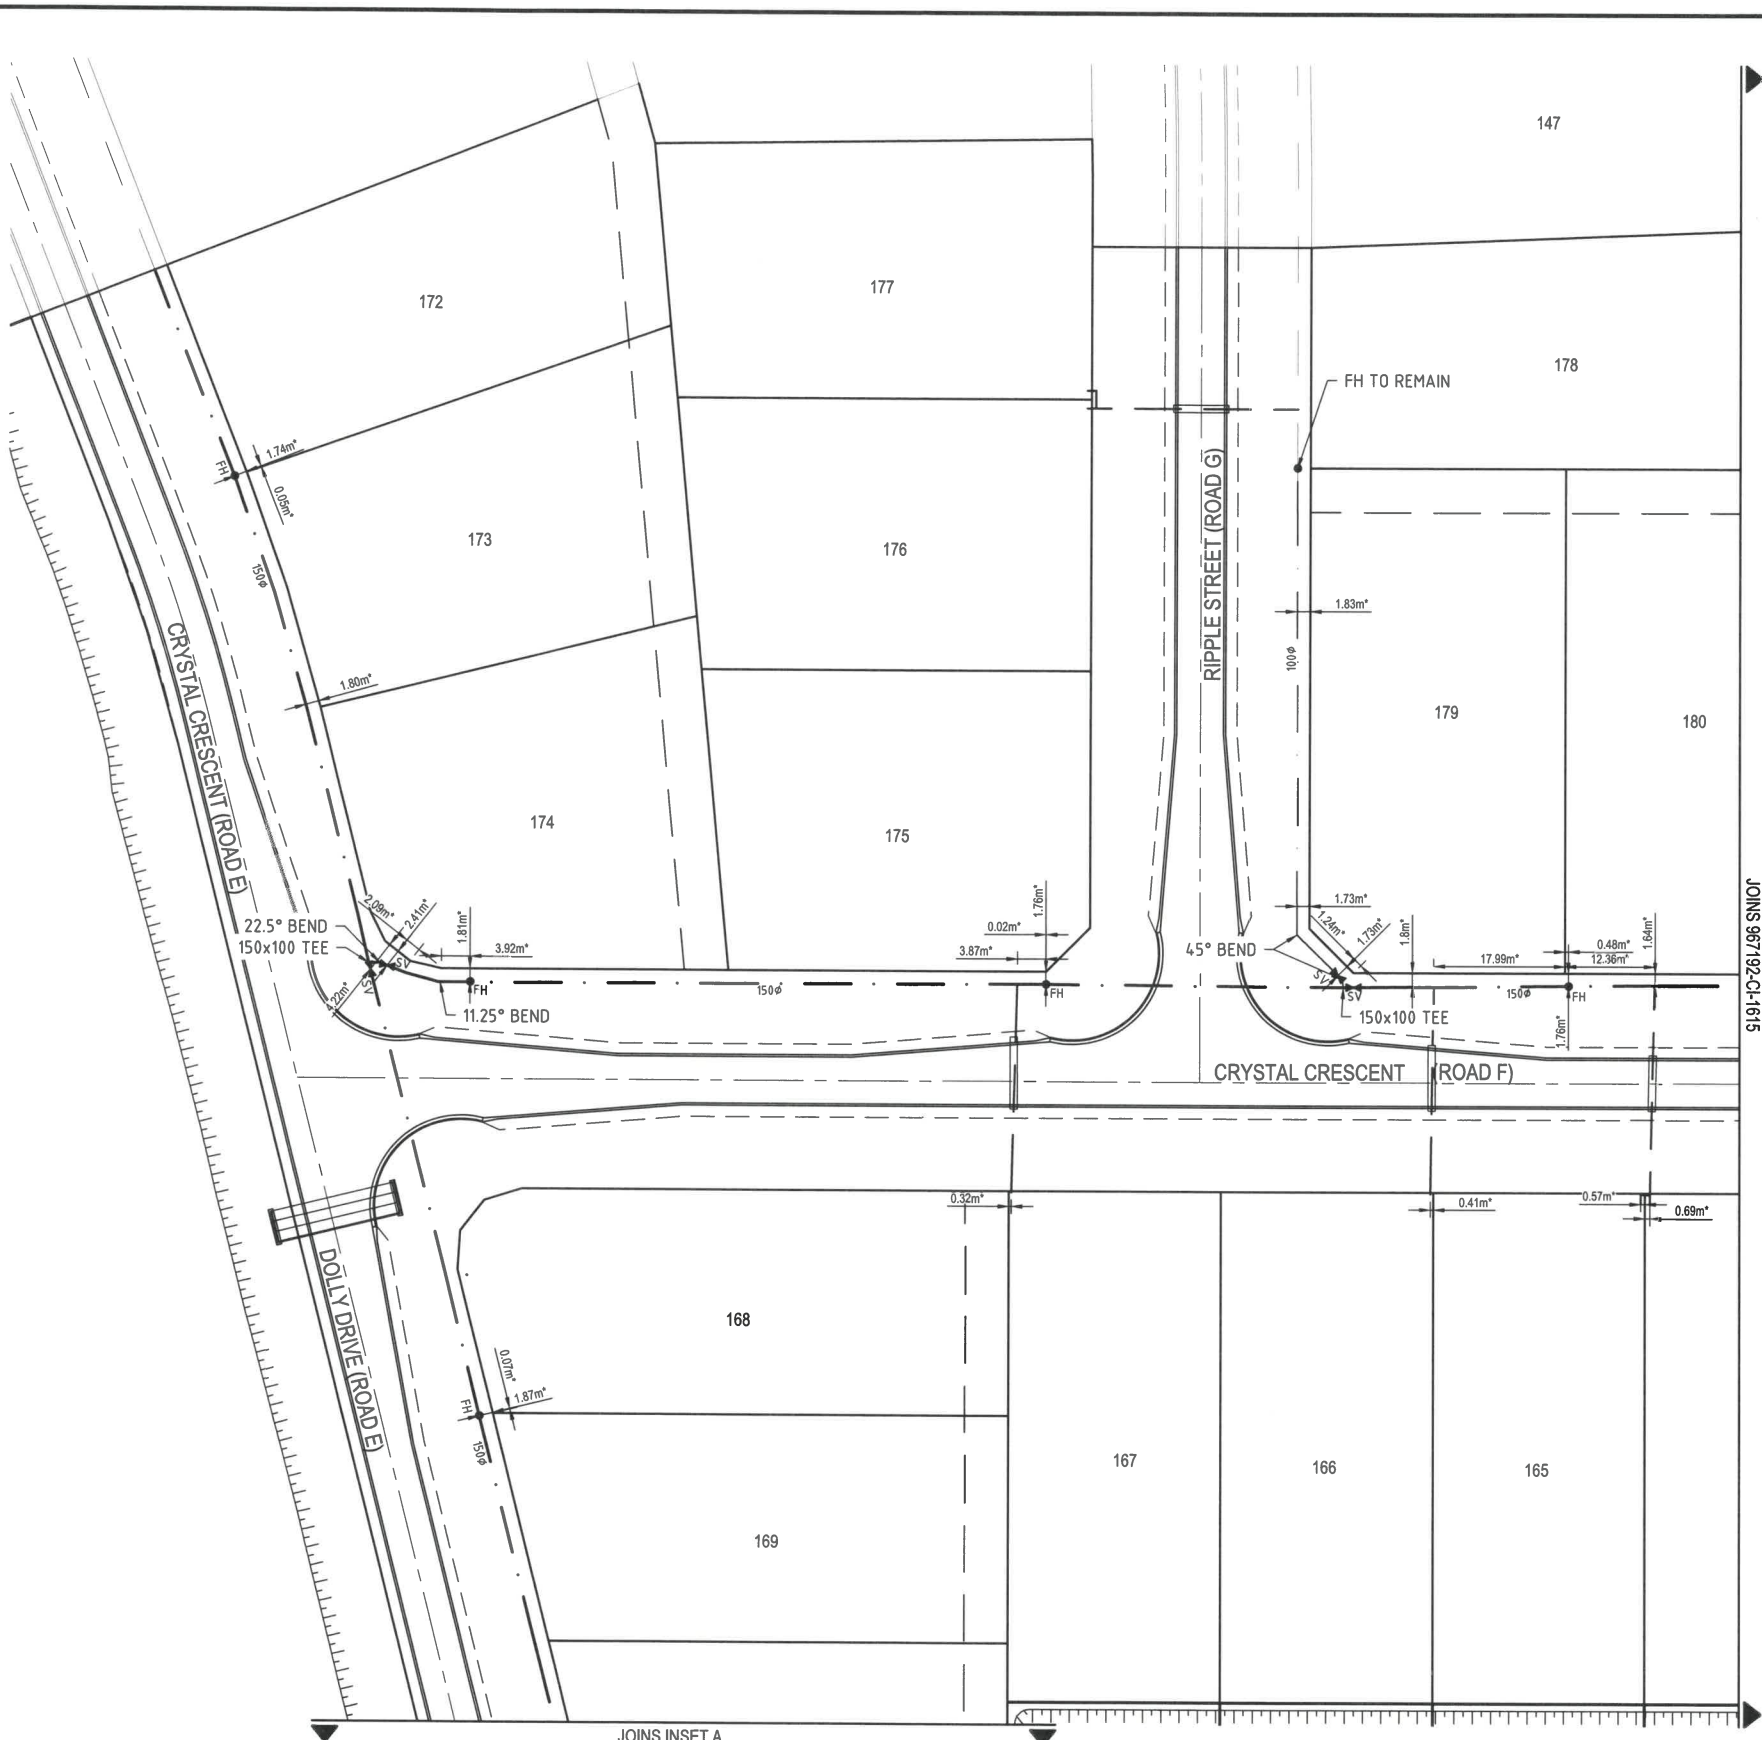 147
172
177
178
FH TO REMAIN
1.74m*
FH
0.05m*
173
176
150ϕ
RIPPLE STREET (ROAD G)
1.83m*
100ϕ
CRYSTAL CRESCENT (ROAD E)
1.80m*
179
180
174
175
22.5° BEND
150x100 TEE
2.09m*
2.41m*
SV
SV
1.81m*
3.92m*
FH
11.25° BEND
150ϕ
0.02m*
3.87m*
1.76m*
FH
45° BEND
1.73m*
1.24m*
1.73m*
1.8m*
SV
SV
150x100 TEE
17.99m*
0.48m*
12.36m*
1.64m*
150ϕ
FH
1.76m*
JOINS 967192-CI-1615
CRYSTAL CRESCENT (ROAD F)
0.32m*
0.41m*
0.57m*
0.69m*
DOLLY DRIVE (ROAD E)
168
0.07m*
1.87m*
FH
150ϕ
167
166
165
169
JOINS INSET A